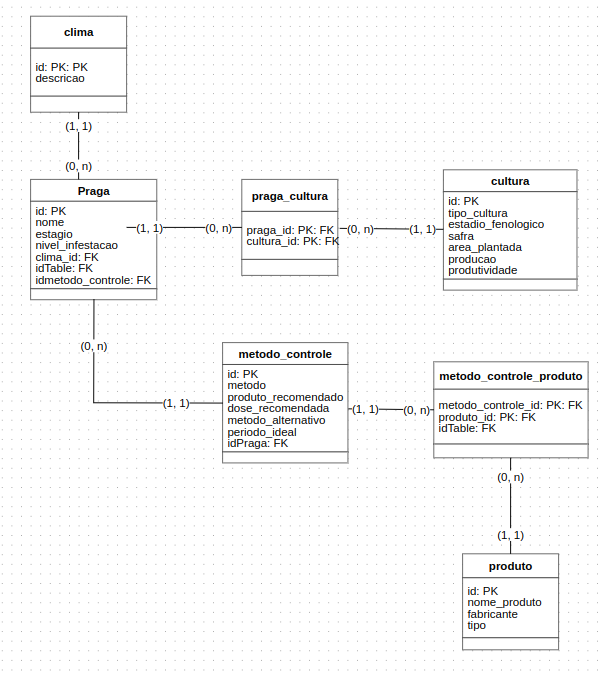 clima
id: PK: PK
descricao
(1, 1)
(0, n)
Praga
id: PK
nome
estagio
nivel_infestacao
clima_id: FK
idTable: FK
idmetodo_controle: FK
(1, 1)
(0, n)
praga_cultura
praga_id: PK: FK
cultura_id: PK: FK
(0, n)
(1, 1)
cultura
id: PK
tipo_cultura
estadio_fenologico
safra
area_plantada
producao
produtividade
(0, n)
(1, 1)
metodo_controle
id: PK
metodo
produto_recomendado
dose_recomendada
metodo_alternativo
periodo_ideal
idPraga: FK
(1, 1)
(0, n)
metodo_controle_produto
metodo_controle_id: PK: FK
produto_id: PK: FK
idTable: FK
(0, n)
(1, 1)
produto
id: PK
nome_produto
fabricante
tipo